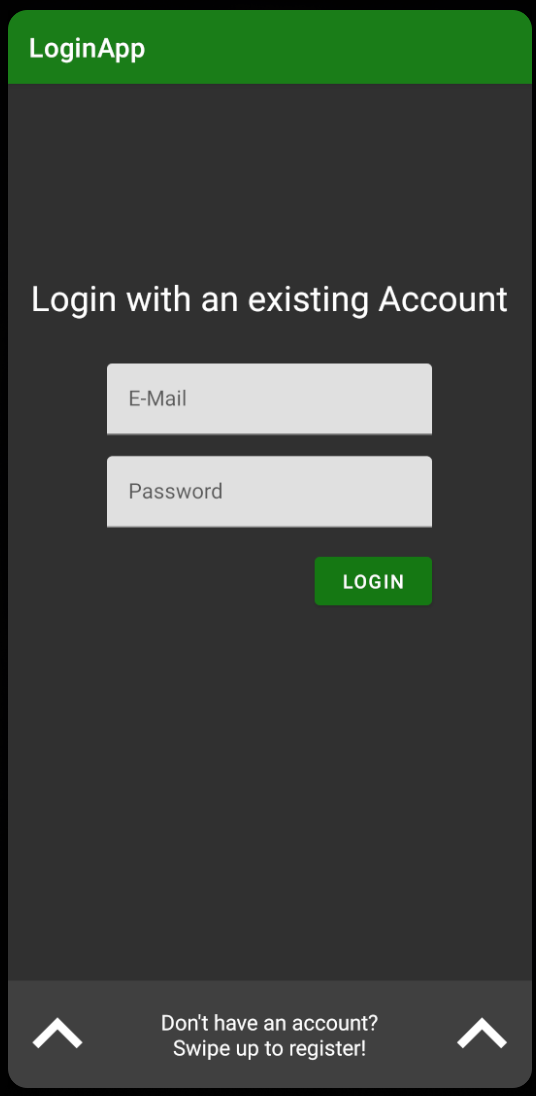 LoginApp
Login with an existing Account
E-Mail
Password
LOGIN
Don't have an account?
Swipe up to register!